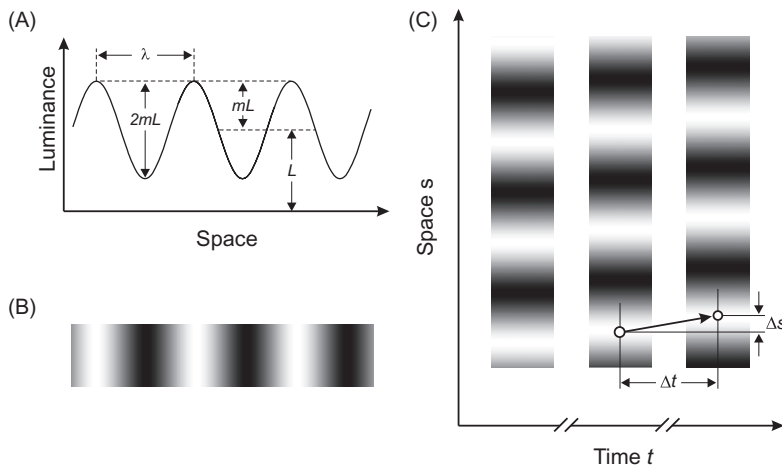 (A)
λ
Luminance
2mL
mL
L
Space
(B)
(C)
Space s
Δs
Δt
Time t